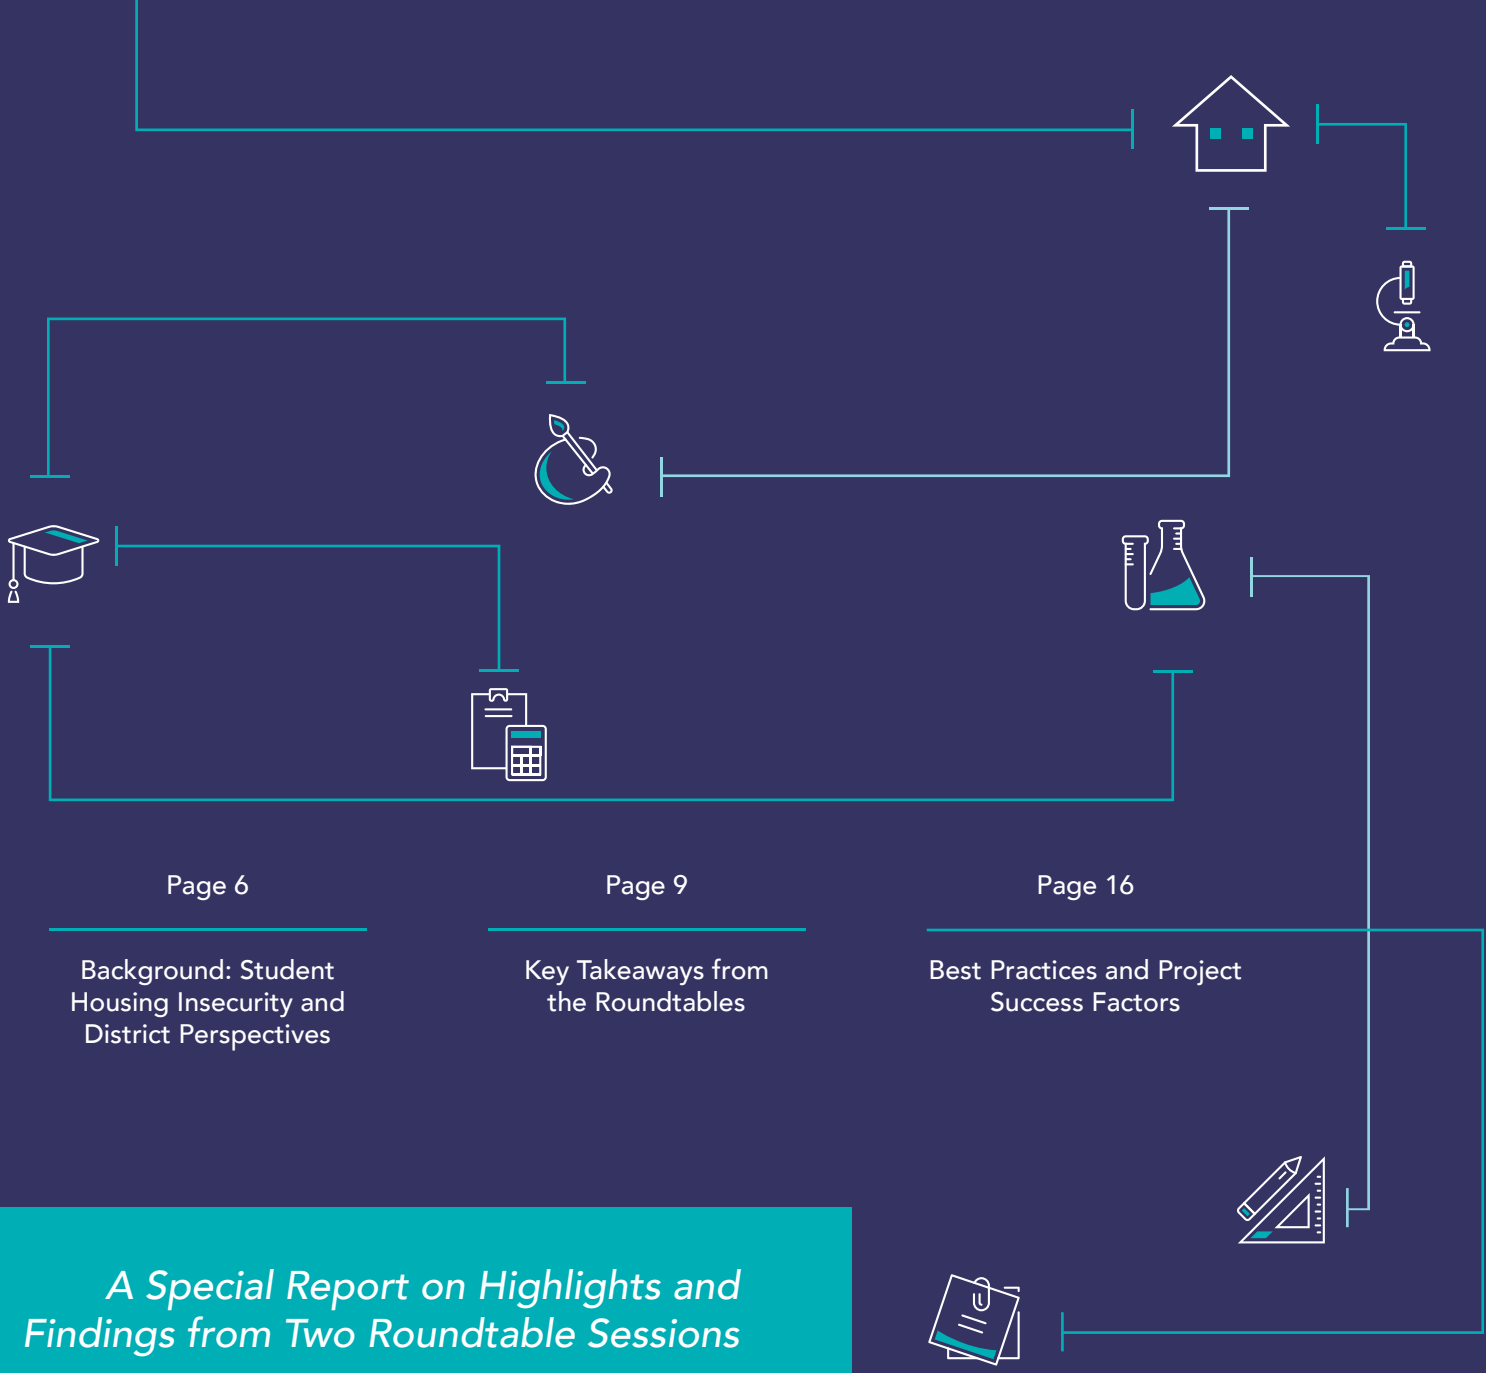 Page 6
Background: Student
Housing Insecurity and
District Perspectives
Page 9
Key Takeaways from
the Roundtables
Page 16
Best Practices and Project
Success Factors
A Special Report on Highlights and
Findings from Two Roundtable Sessions